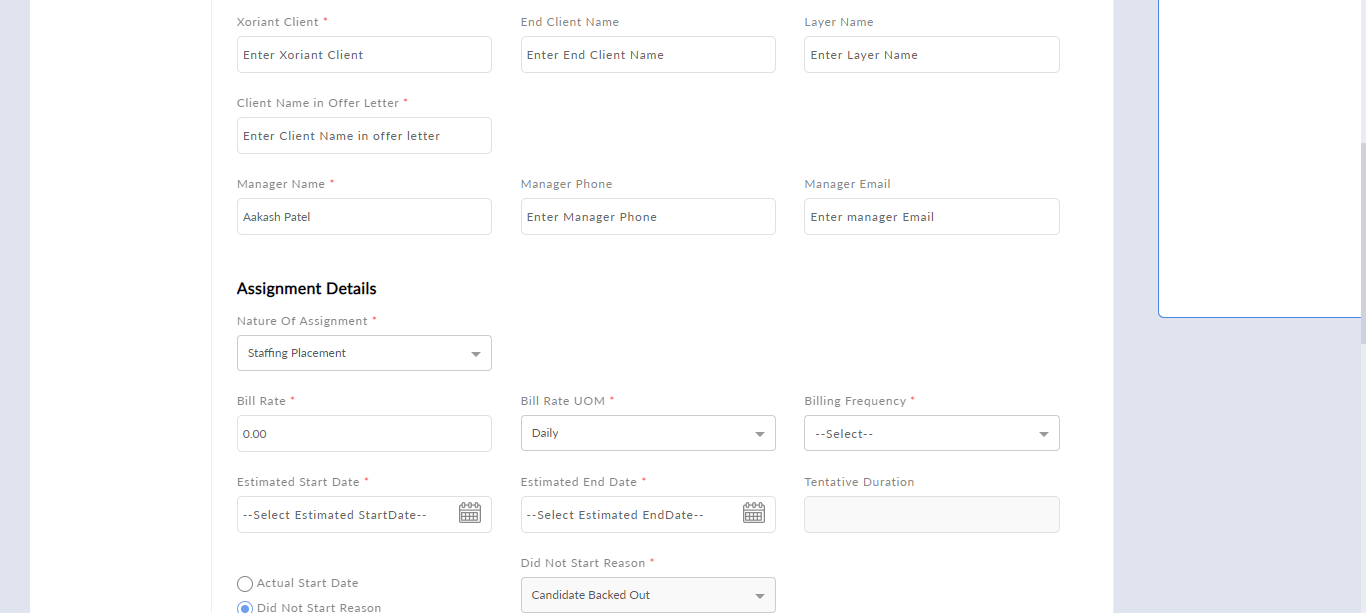 Xoriant Client * End Client Name Layer Name
Enter Xoriant Client Enter End Client Name Enter Layer Name
Client Name in Offer Letter *
Enter Client Name in offer letter
Manager Name * Manager Phone Manager Email
Aakash Patel Enter Manager Phone Enter manager Email
Assignment Details
Nature Of Assignment *
Staffing Placement
Bill Rate * Bill Rate UOM * Billing Frequency *
0.00 Daily --Select--
Estimated Start Date * Estimated End Date * Tentative Duration
--Select Estimated StartDate-- --Select Estimated EndDate--
Did Not Start Reason *
Actual Start Date
Candidate Backed Out
Did Not Start Reason